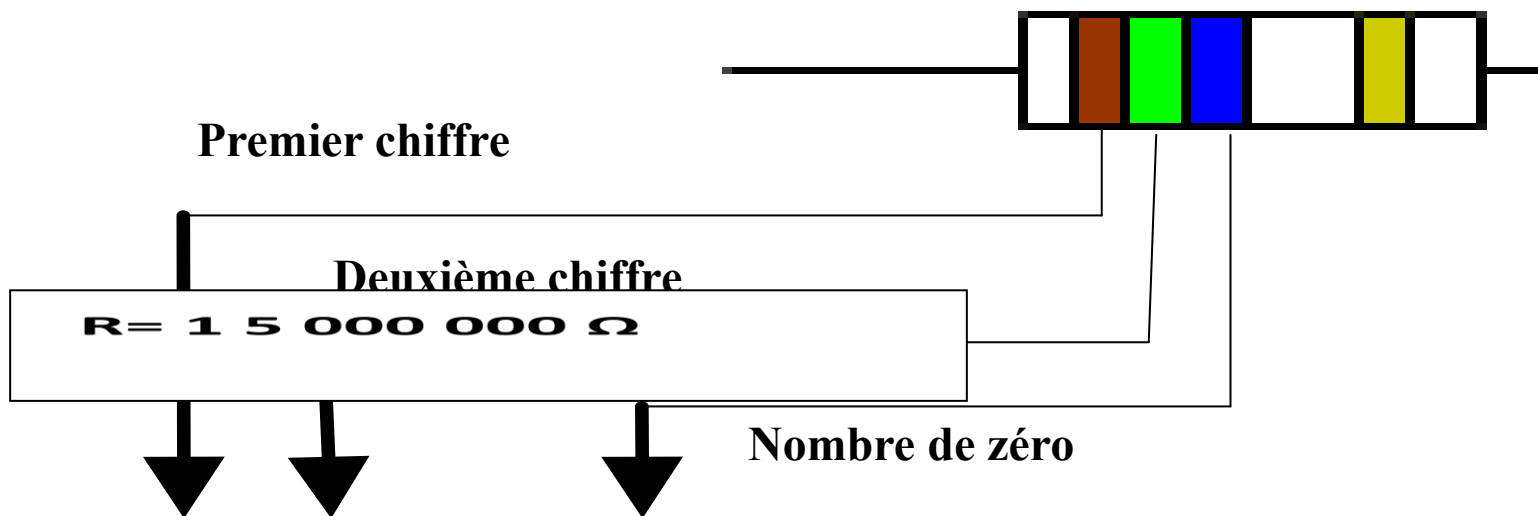 Premier chiffre
Deuxième chiffre
R= 1 5 000 000 Ω
Nombre de zéro